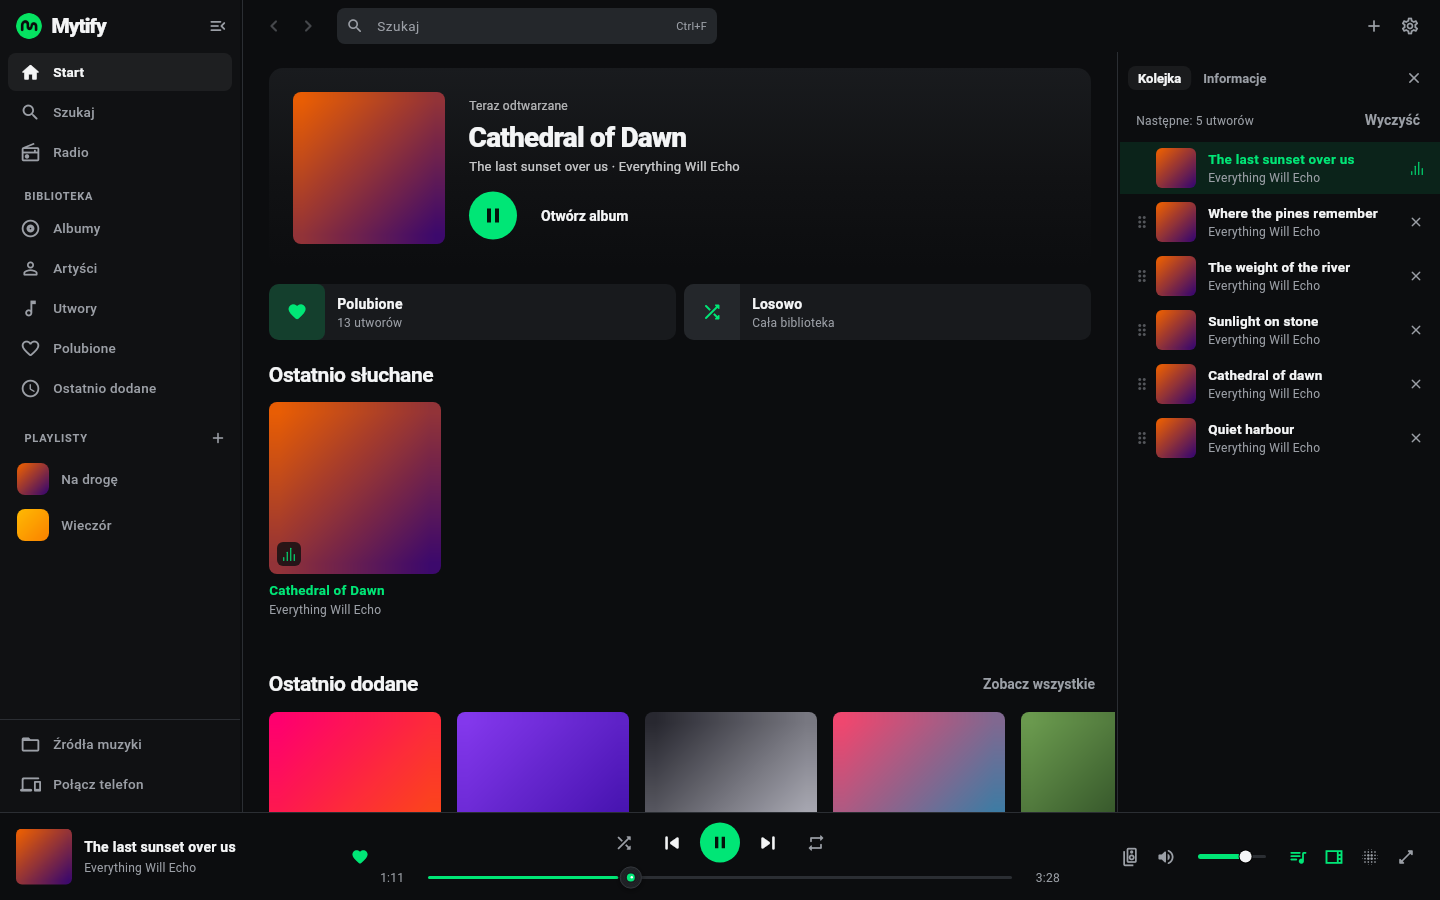 Mytify
Start
Szukaj
Radio
BIBLIOTEKA
Albumy
Artyści
Utwory
Polubione
Ostatnio dodane
PLAYLISTY
Na drogę
Wieczór
Źródła muzyki
Połącz telefon
Szukaj
Ctrl+F
Teraz odtwarzane
Cathedral of Dawn
The last sunset over us · Everything Will Echo
Otwórz album
Polubione
13 utworów
Losowo
Cała biblioteka
Ostatnio słuchane
Cathedral of Dawn
Everything Will Echo
Ostatnio dodane
Zobacz wszystkie
Kolejka
Informacje
Następne: 5 utworów
Wyczyść
The last sunset over us
Everything Will Echo
Where the pines remember
Everything Will Echo
The weight of the river
Everything Will Echo
Sunlight on stone
Everything Will Echo
Cathedral of dawn
Everything Will Echo
Quiet harbour
Everything Will Echo
The last sunset over us
Everything Will Echo
1:11
3:28